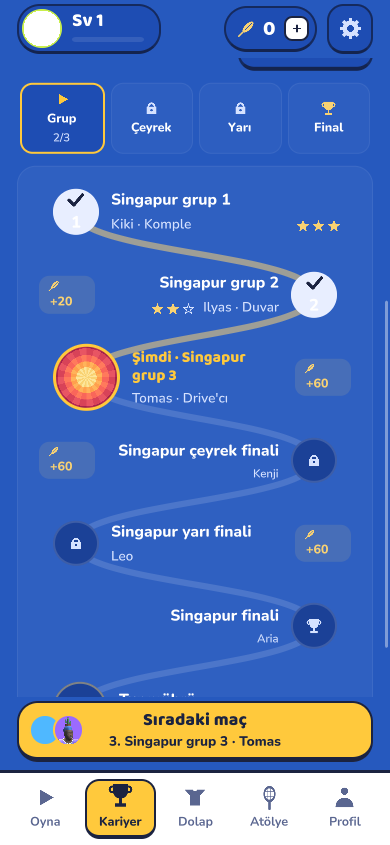 Sv 1
0 +
Grup
2/3
Çeyrek
Yarı
Final
Singapur grup 1
1
Kiki · Komple
Singapur grup 2
+20
Ilyas · Duvar
2
Şimdi · Singapur
grup 3
+60
Tomas · Drive'cı
Singapur çeyrek finali
+60
Kenji
Singapur yarı finali
+60
Leo
Singapur finali
Aria
Sıradaki maç
3. Singapur grup 3 · Tomas
Oyna
Kariyer
Dolap
Atölye
Profil